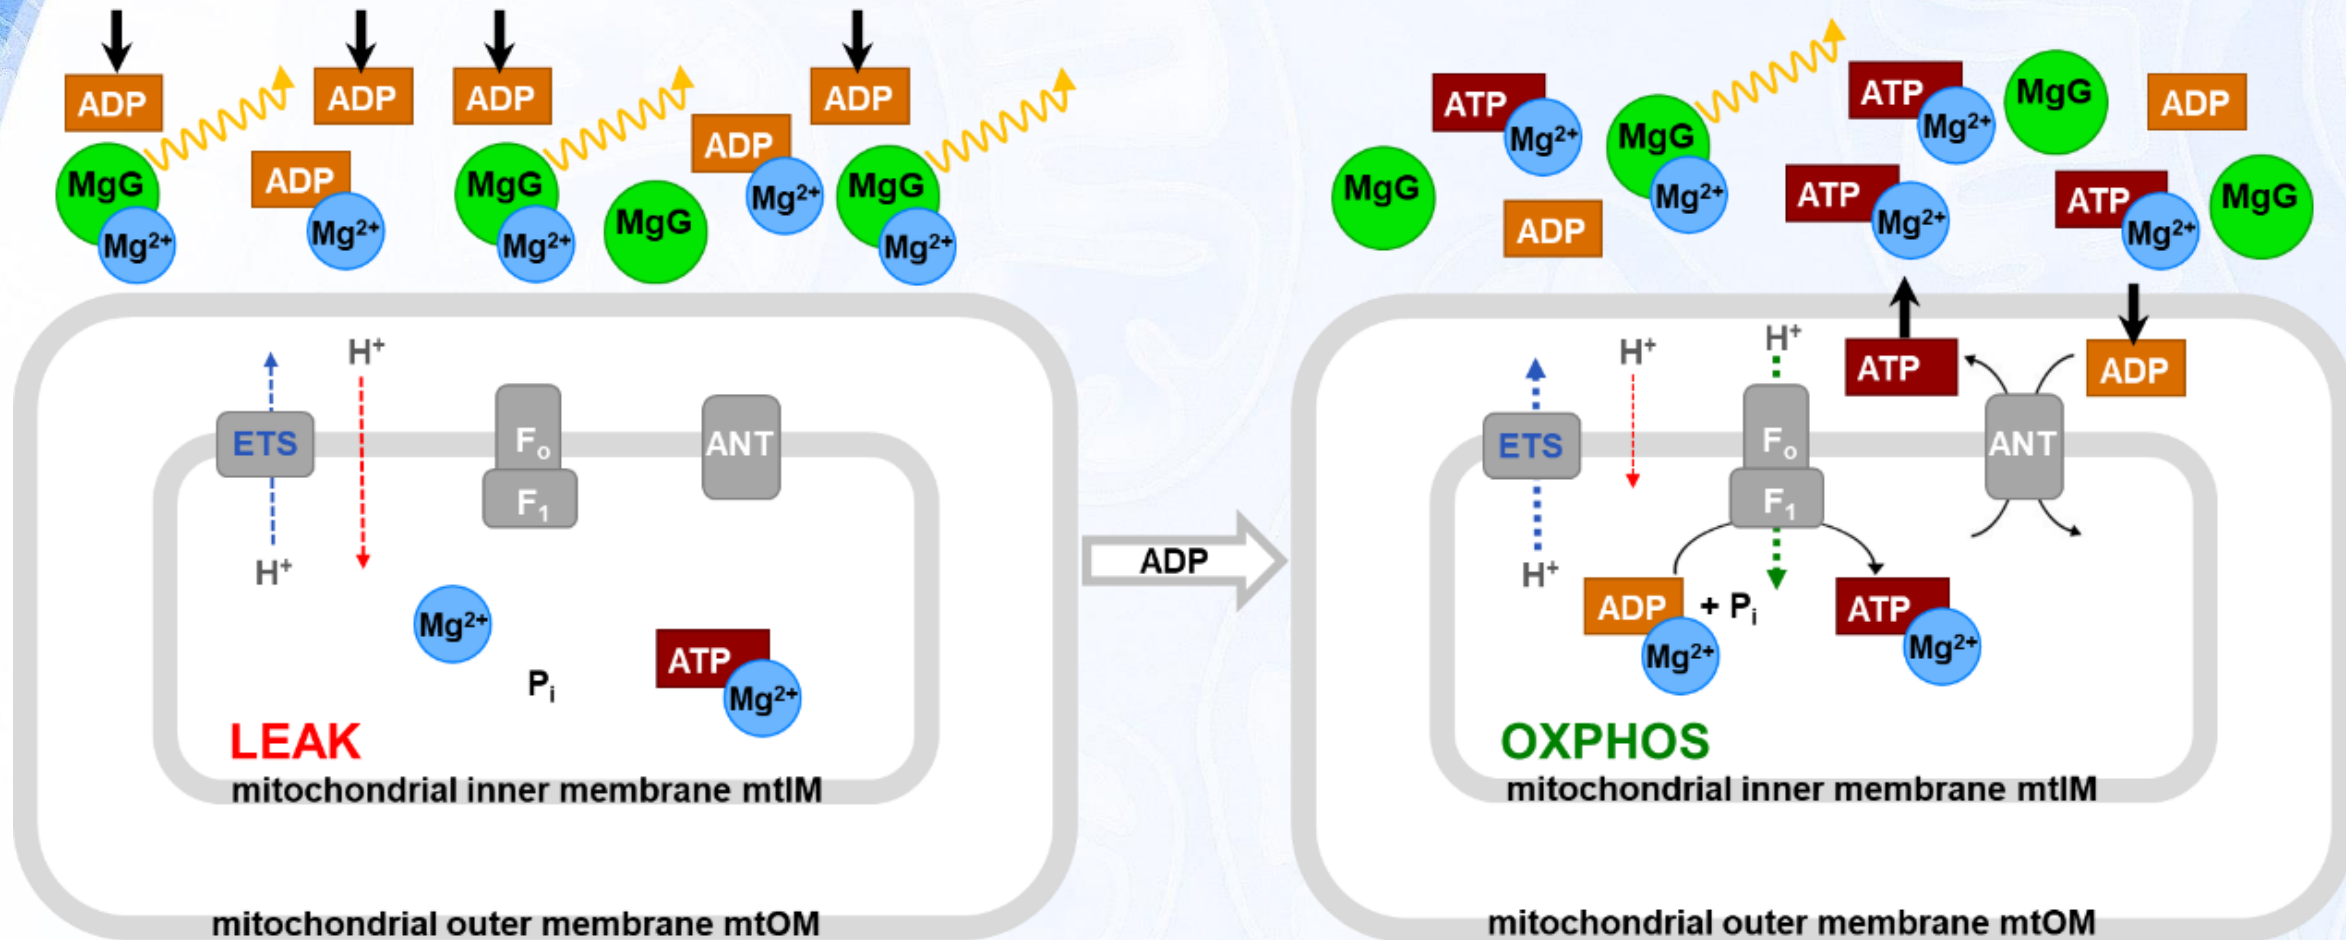 ADP
ADP
ADP
ADP
MgG
Mg²⁺
ADP
Mg²⁺
MgG
Mg²⁺
MgG
ADP
Mg²⁺
MgG
Mg²⁺
H⁺
ETS
H⁺
Fₒ
F₁
ANT
Mg²⁺
Pᵢ
ATP
Mg²⁺
LEAK
mitochondrial inner membrane mtIM
mitochondrial outer membrane mtOM
ADP
MgG
ATP
Mg²⁺
ADP
MgG
Mg²⁺
ATP
Mg²⁺
ATP
Mg²⁺
MgG
ADP
ATP
Mg²⁺
MgG
H⁺
H⁺
ATP
ADP
ETS
H⁺
Fₒ
F₁
ANT
ADP
Mg²⁺
+ Pᵢ
ATP
Mg²⁺
OXPHOS
mitochondrial inner membrane mtIM
mitochondrial outer membrane mtOM